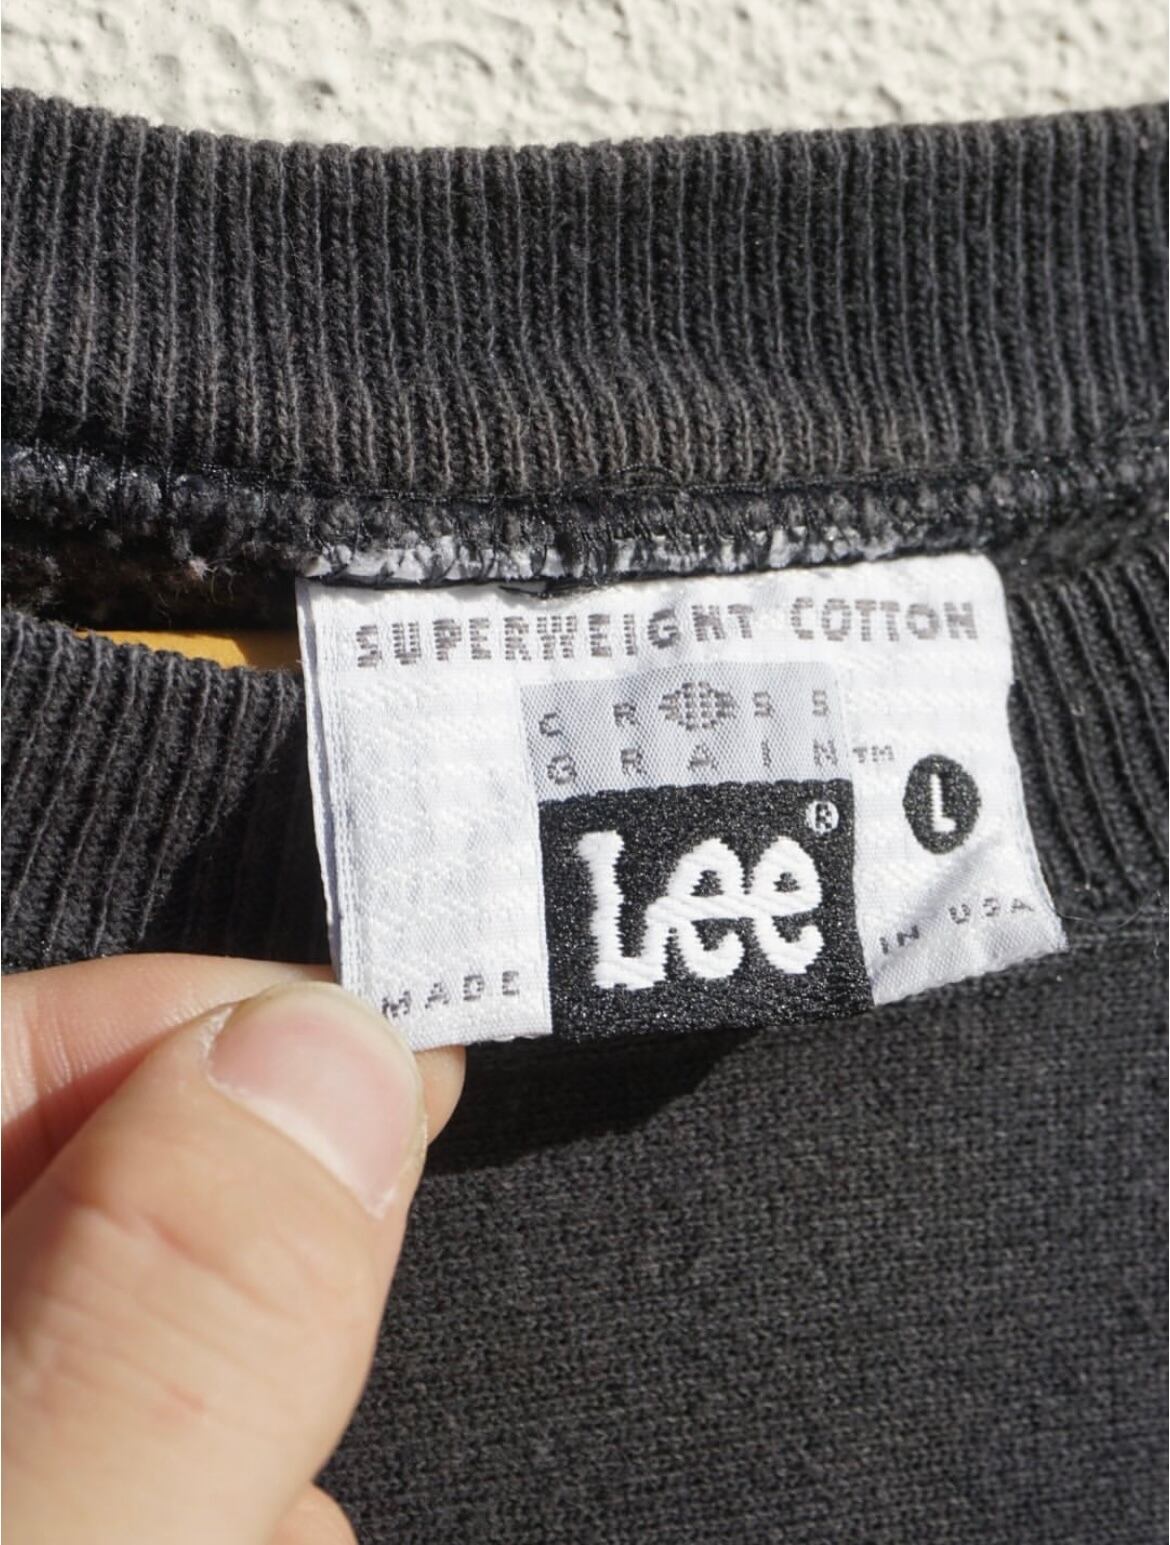 SUPERWEIGHT COTTON
CROSS
GRAIN™
Lee®
L
MADE IN USA